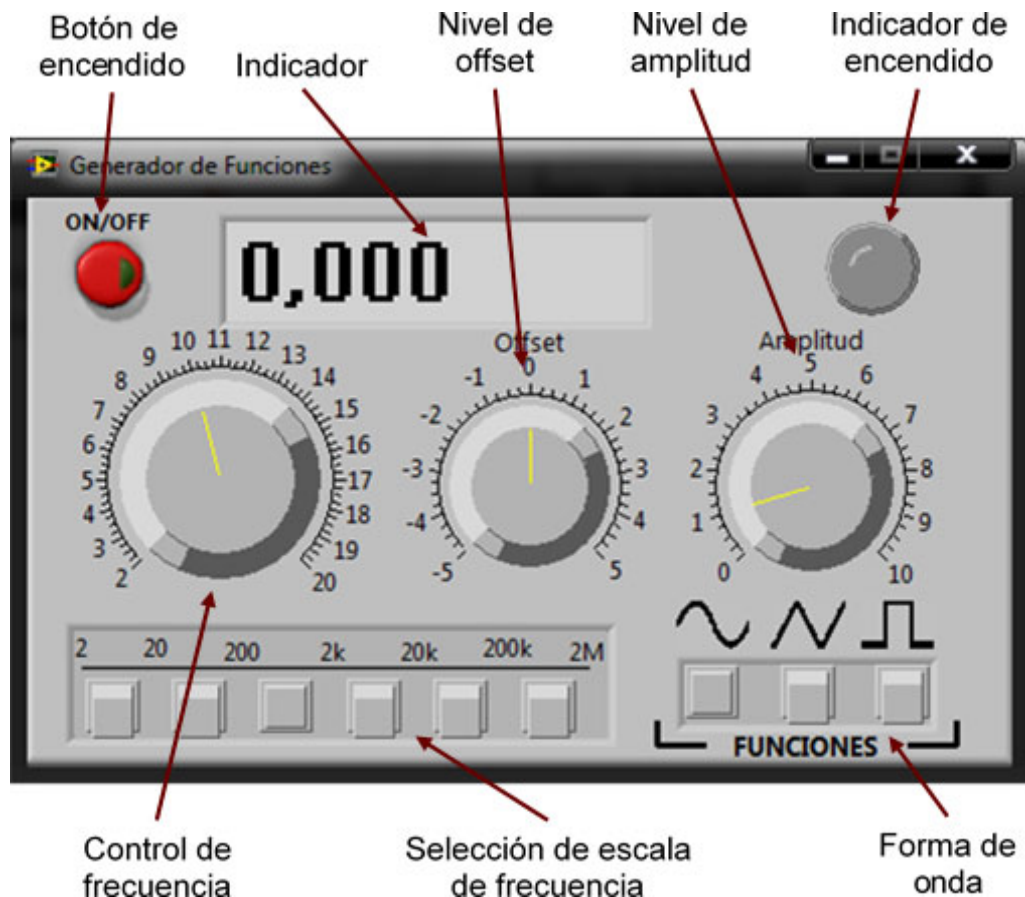 Botón de
encendido
Indicador
Nivel de
offset
Nivel de
amplitud
Indicador de
encendido
Generador de Funciones
ON/OFF
0,000
2 3 4 5 6 7 8 9 10 11 12 13 14 15 16 17 18 19 20
Offset
-5 -4 -3 -2 -1 0 1 2 3 4 5
Amplitud
0 1 2 3 4 5 6 7 8 9 10
2 20 200 2k 20k 200k 2M
FUNCIONES
Control de
frecuencia
Selección de escala
de frecuencia
Forma de
onda